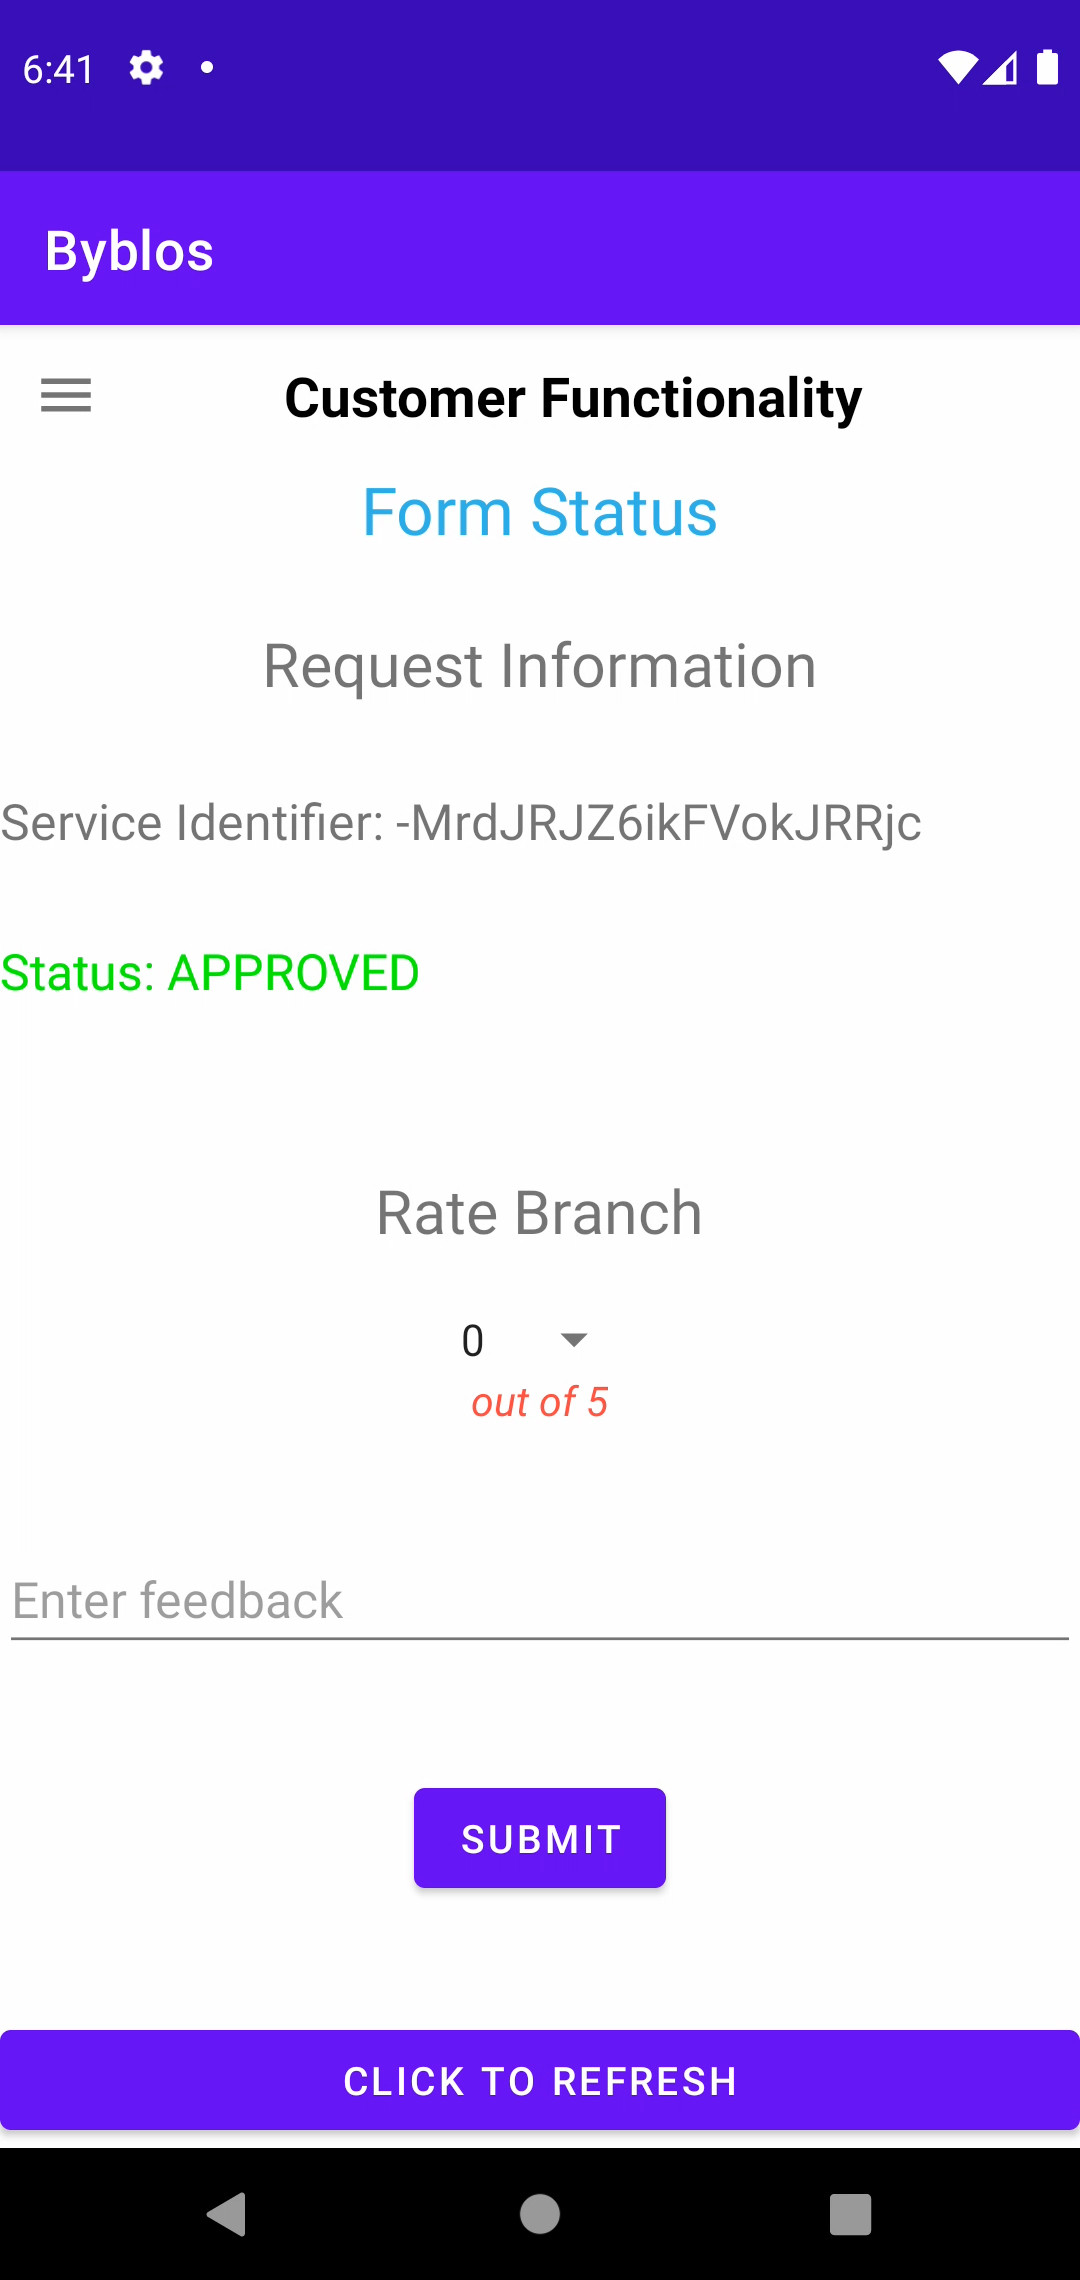 6:41
Byblos
Customer Functionality
Form Status
Request Information
Service Identifier: -MrdJRJZ6ikFVokJRRjc
Status: APPROVED
Rate Branch
0
out of 5
Enter feedback
SUBMIT
CLICK TO REFRESH